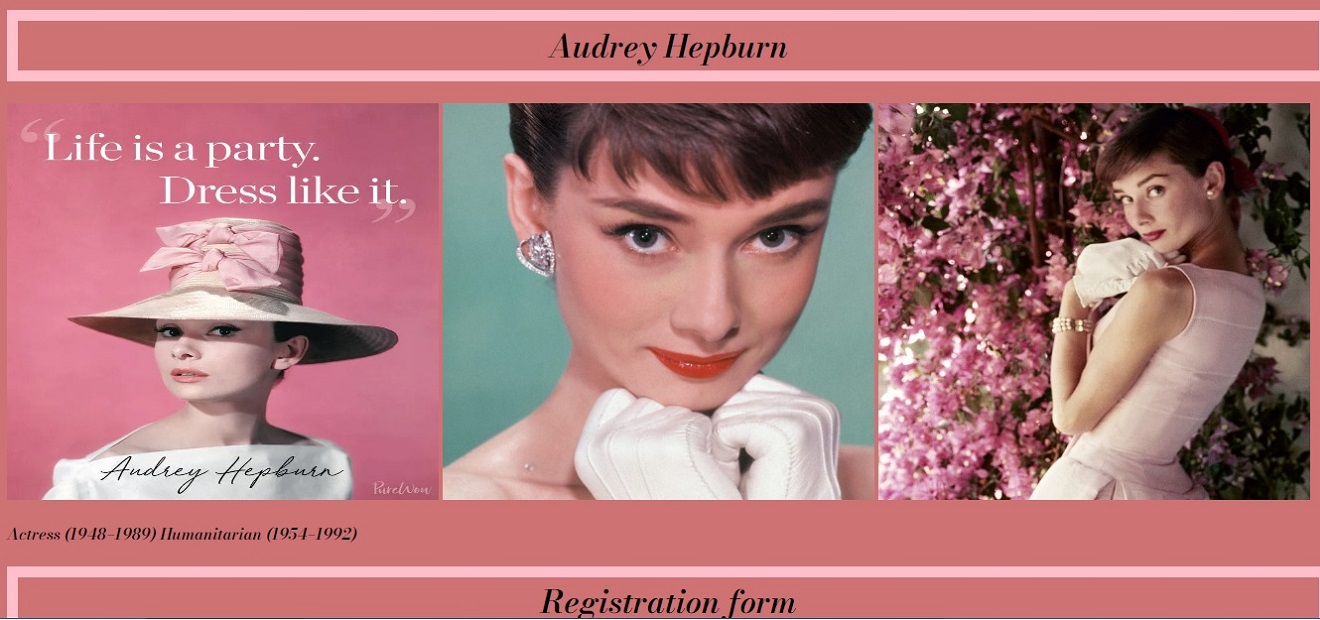 Audrey Hepburn
“Life is a party.
Dress like it.”
Audrey Hepburn
PureWow
Actress (1948–1989) Humanitarian (1954–1992)
Registration form